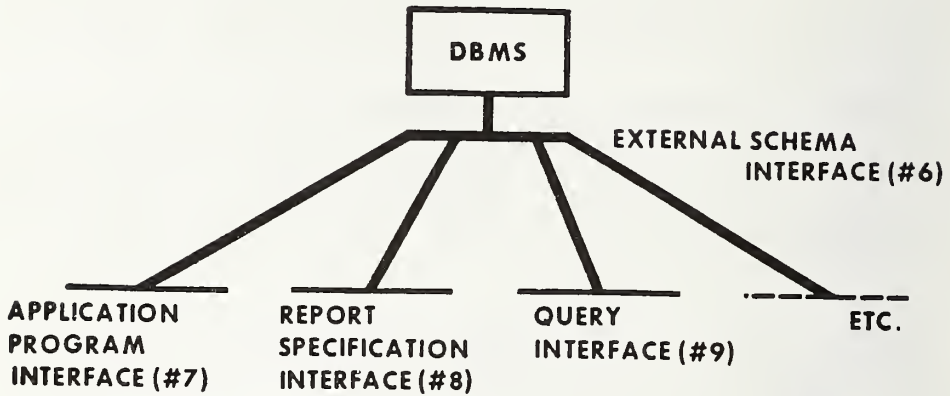 DBMS
EXTERNAL SCHEMA
INTERFACE (#6)
APPLICATION
PROGRAM
INTERFACE (#7)
REPORT
SPECIFICATION
INTERFACE (#8)
QUERY
INTERFACE (#9)
ETC.